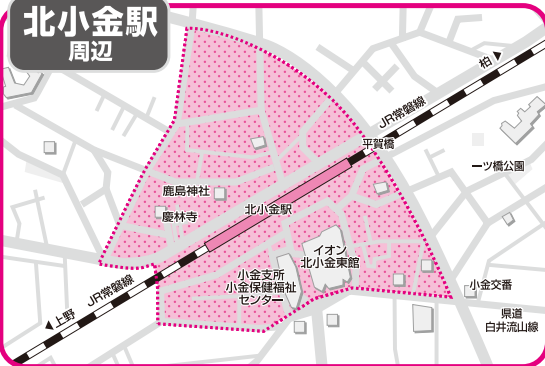 北小金駅
周辺
柏
JR常磐線
平賀橋
一ツ橋公園
鹿島神社
慶林寺
北小金駅
イオン
北小金東館
小金支所
小金保健福祉
センター
小金交番
JR常磐線
上野
県道
白井流山線